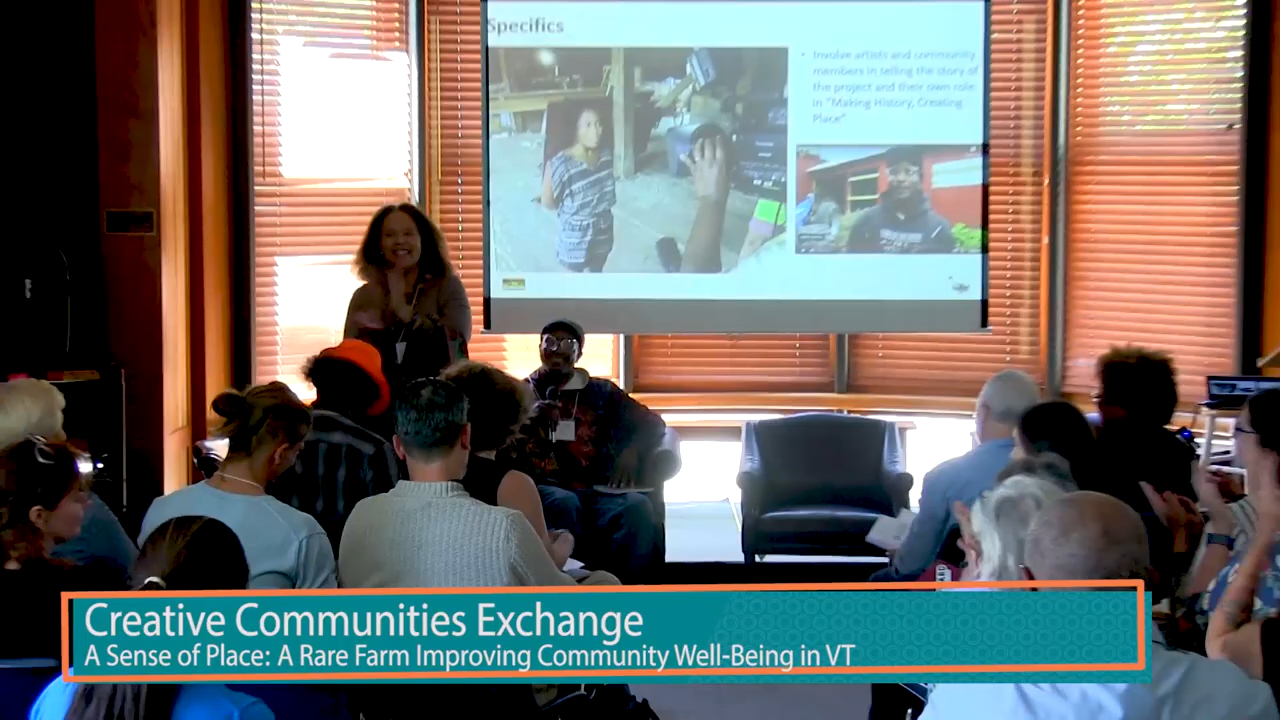 Specifics
• Involve artists and community
members in telling the story of
the project and their own role
in "Making History, Creating
Place"
Creative Communities Exchange
A Sense of Place: A Rare Farm Improving Community Well-Being in VT